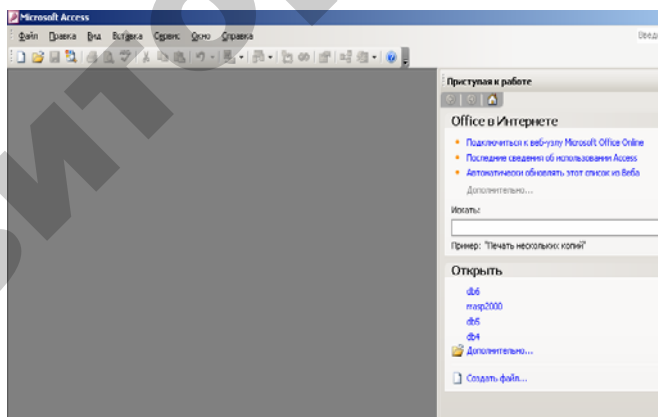 Microsoft Access
Файл Правка Вид Вставка Сервис Окно Справка
Приступая к работе
Office в Интернете
Подключиться к веб-узлу Microsoft Office Online
Последние сведения об использовании Access
Автоматически обновлять этот список из Веба
Дополнительно...
Искать:
Пример: "Печать нескольких копий"
Открыть
db6
db5
db4
Дополнительно...
Создать файл...